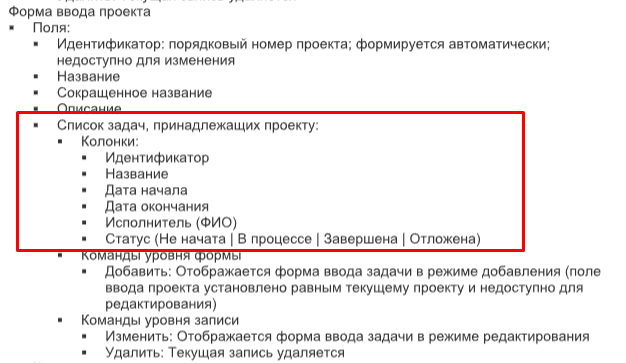 Форма ввода проекта
▪ Поля:
▪ Идентификатор: порядковый номер проекта; формируется автоматически;
недоступно для изменения
▪ Название
▪ Сокращенное название
▪ Описание
▪ Список задач, принадлежащих проекту:
▪ Колонки:
▪ Идентификатор
▪ Название
▪ Дата начала
▪ Дата окончания
▪ Исполнитель (ФИО)
▪ Статус (Не начата | В процессе | Завершена | Отложена)
▪ Команды уровня формы
▪ Добавить: Отображается форма ввода задачи в режиме добавления (поле
ввода проекта установлено равным текущему проекту и недоступно для
редактирования)
▪ Команды уровня записи
▪ Изменить: Отображается форма ввода задачи в режиме редактирования
▪ Удалить: Текущая запись удаляется